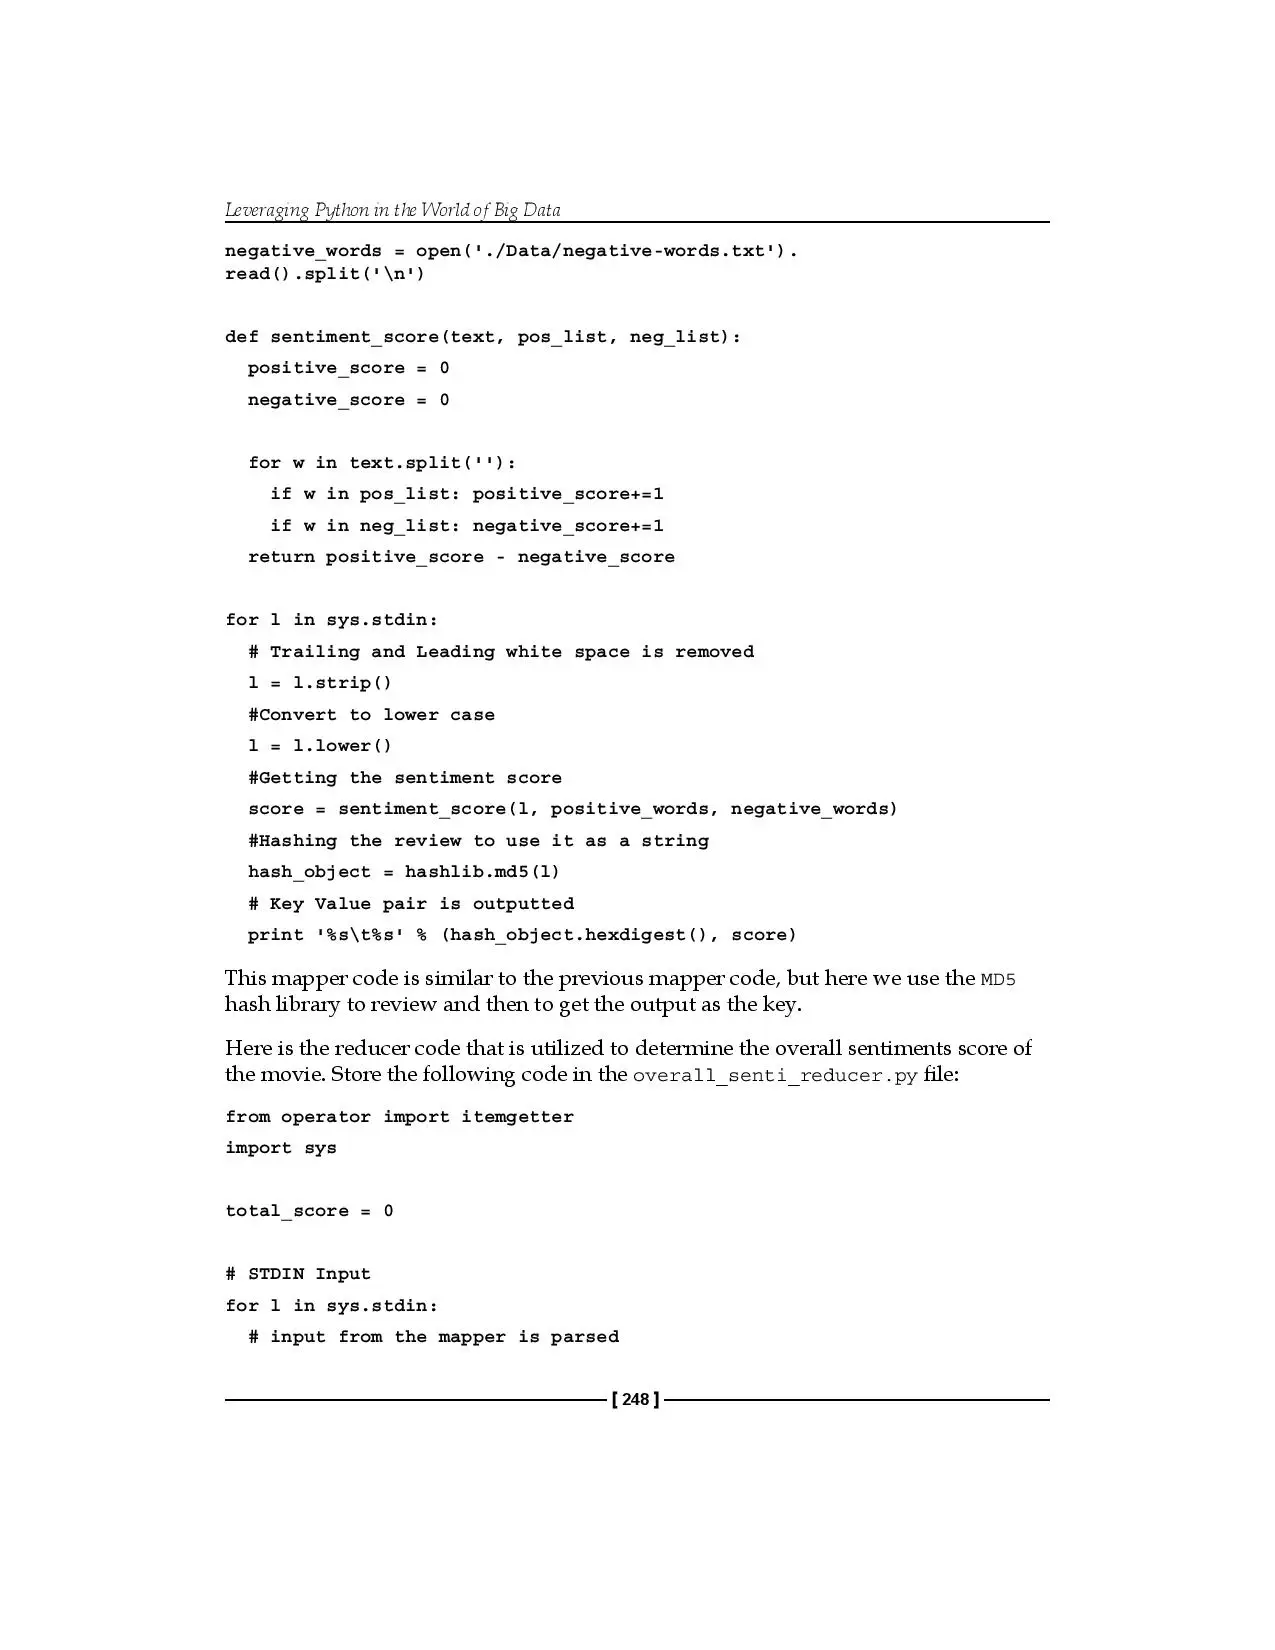 Leveraging Python in the World of Big Data
negative_words = open('./Data/negative-words.txt').
read().split('\n')
def sentiment_score(text, pos_list, neg_list):
  positive_score = 0
  negative_score = 0
  for w in text.split(''):
    if w in pos_list: positive_score+=1
    if w in neg_list: negative_score+=1
  return positive_score - negative_score
for l in sys.stdin:
  # Trailing and Leading white space is removed
  l = l.strip()
  #Convert to lower case
  l = l.lower()
  #Getting the sentiment score
  score = sentiment_score(l, positive_words, negative_words)
  #Hashing the review to use it as a string
  hash_object = hashlib.md5(l)
  # Key Value pair is outputted
  print '%s\t%s' % (hash_object.hexdigest(), score)
This mapper code is similar to the previous mapper code, but here we use the MD5
hash library to review and then to get the output as the key.
Here is the reducer code that is utilized to determine the overall sentiments score of
the movie. Store the following code in the overall_senti_reducer.py file:
from operator import itemgetter
import sys
total_score = 0
# STDIN Input
for l in sys.stdin:
  # input from the mapper is parsed
[ 248 ]